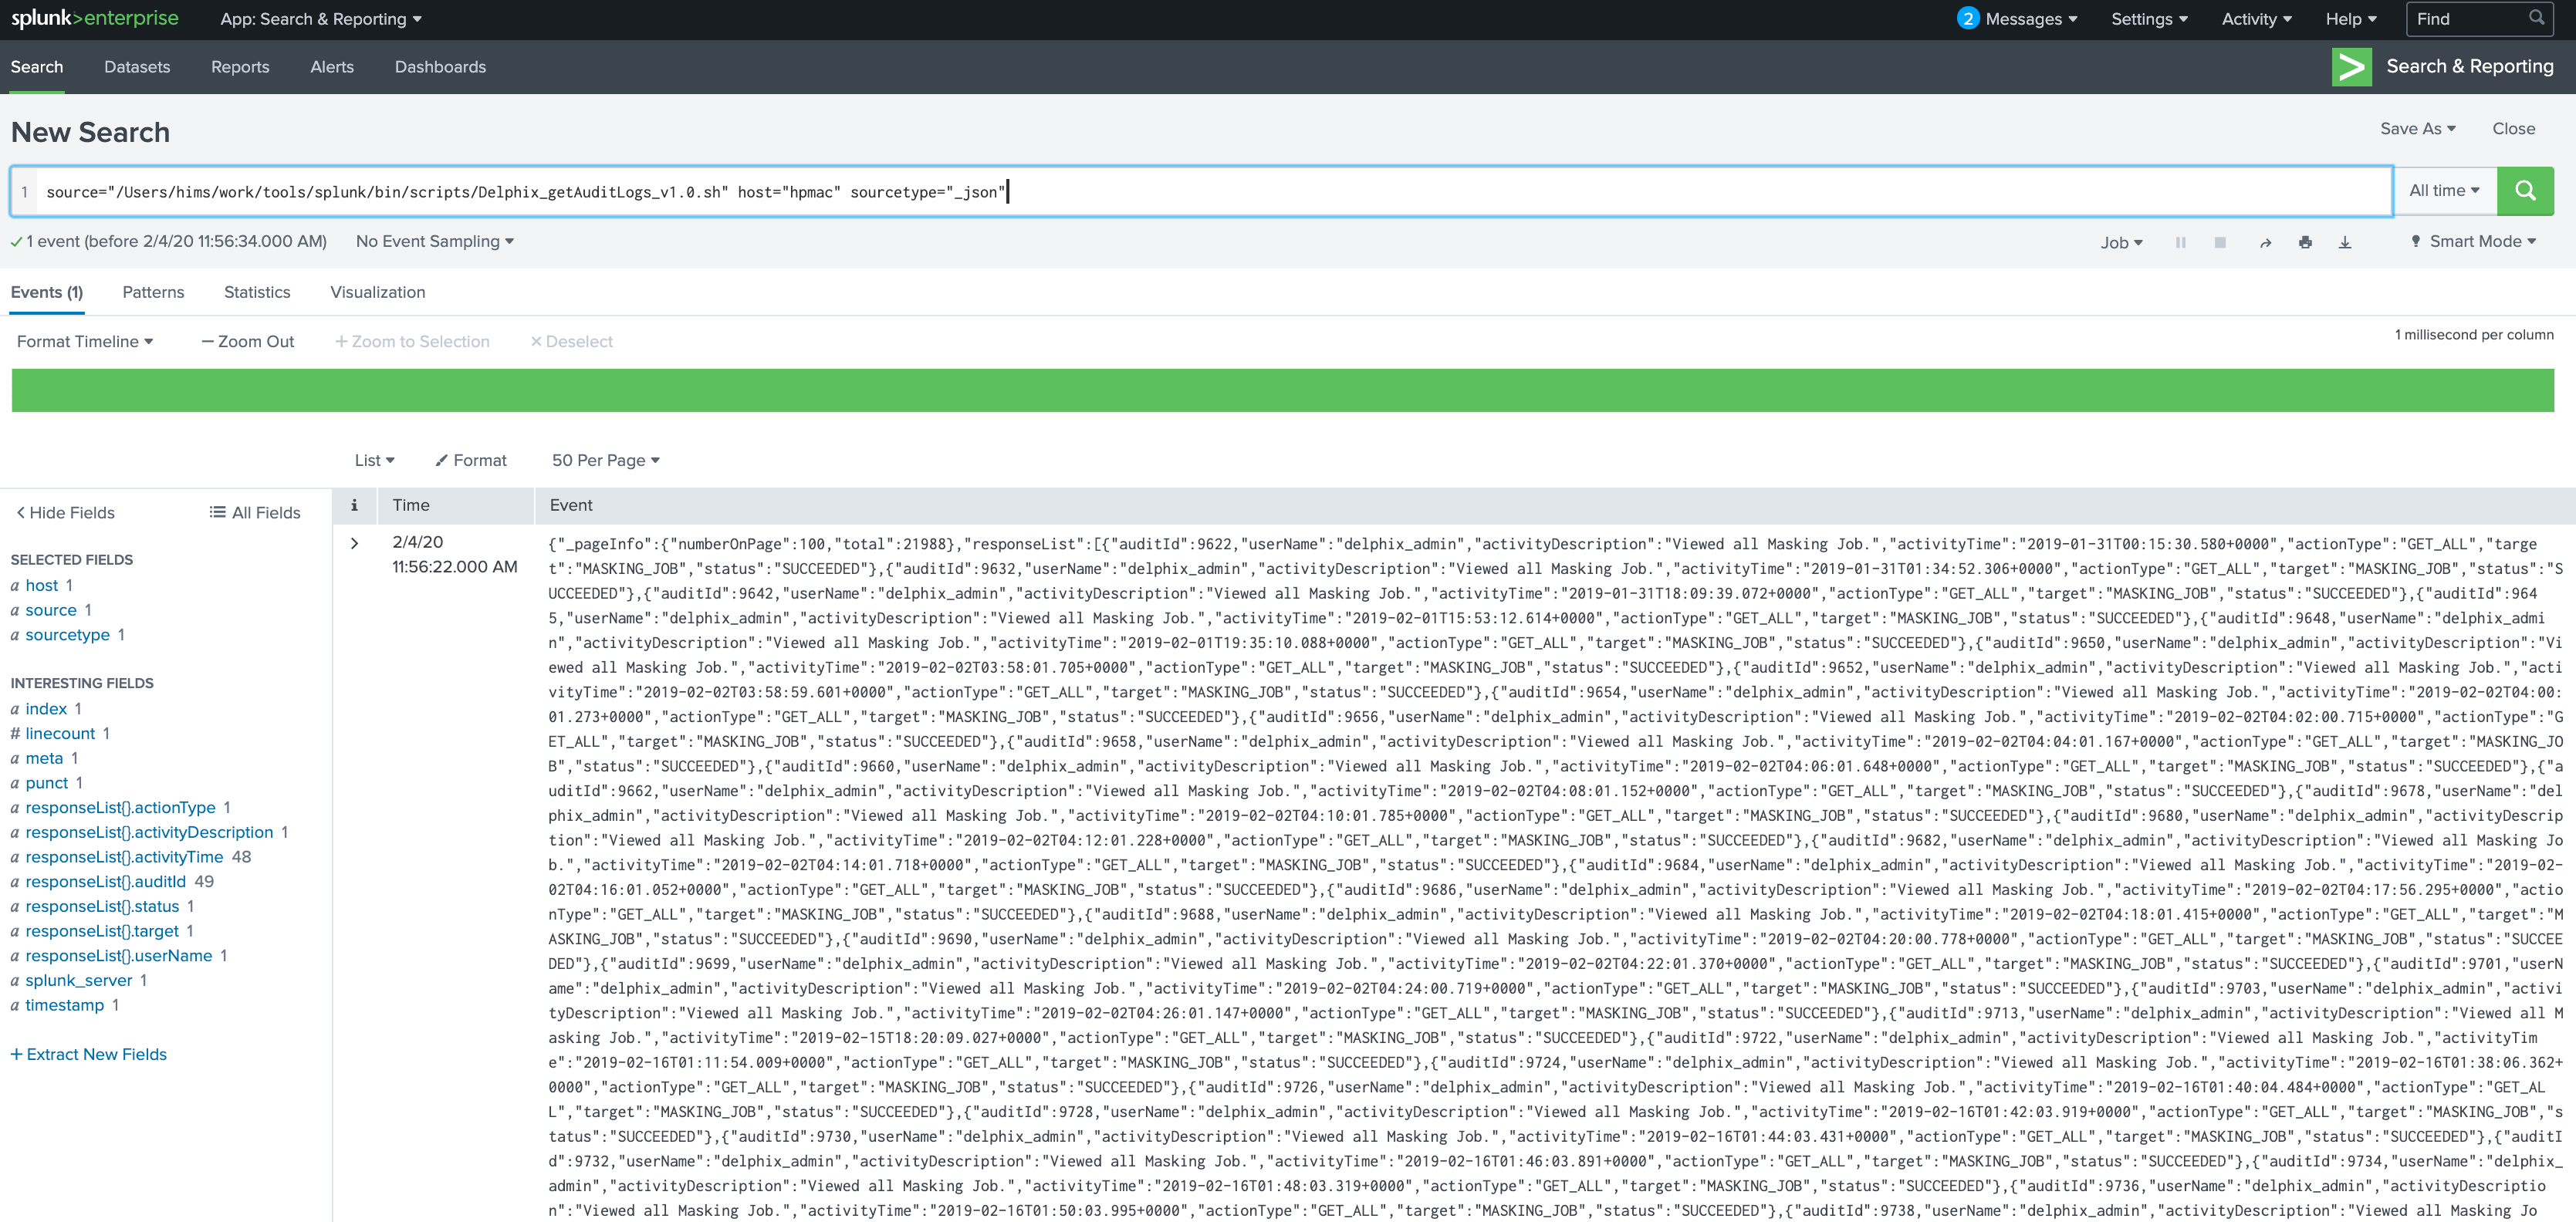 splunk>enterprise App: Search & Reporting 2 Messages Settings Activity Help Find
Search Datasets Reports Alerts Dashboards Search & Reporting
New Search Save As Close
1 source="/Users/hims/work/tools/splunk/bin/scripts/Delphix_getAuditLogs_v1.0.sh" host="hpmac" sourcetype="_json" All time
1 event (before 2/4/20 11:56:34.000 AM) No Event Sampling Job Smart Mode
Events (1) Patterns Statistics Visualization
Format Timeline — Zoom Out + Zoom to Selection × Deselect 1 millisecond per column
List Format 50 Per Page
< Hide Fields All Fields
SELECTED FIELDS
a host 1
a source 1
a sourcetype 1
INTERESTING FIELDS
a index 1
# linecount 1
a meta 1
a punct 1
a responseList{}.actionType 1
a responseList{}.activityDescription 1
a responseList{}.activityTime 48
a responseList{}.auditId 49
a responseList{}.status 1
a responseList{}.target 1
a responseList{}.userName 1
a splunk_server 1
a timestamp 1
+ Extract New Fields
i Time Event
> 2/4/20
11:56:22.000 AM
{"_pageInfo":{"numberOnPage":100,"total":21988},"responseList":[{"auditId":9622,"userName":"delphix_admin","activityDescription":"Viewed all Masking Job.","activityTime":"2019-01-31T00:15:30.580+0000","actionType":"GET_ALL","targe
t":"MASKING_JOB","status":"SUCCEEDED"},{"auditId":9632,"userName":"delphix_admin","activityDescription":"Viewed all Masking Job.","activityTime":"2019-01-31T01:34:52.306+0000","actionType":"GET_ALL","target":"MASKING_JOB","status":"S
UCCEEDED"},{"auditId":9642,"userName":"delphix_admin","activityDescription":"Viewed all Masking Job.","activityTime":"2019-01-31T18:09:39.072+0000","actionType":"GET_ALL","target":"MASKING_JOB","status":"SUCCEEDED"},{"auditId":964
5,"userName":"delphix_admin","activityDescription":"Viewed all Masking Job.","activityTime":"2019-02-01T15:53:12.614+0000","actionType":"GET_ALL","target":"MASKING_JOB","status":"SUCCEEDED"},{"auditId":9648,"userName":"delphix_admi
n","activityDescription":"Viewed all Masking Job.","activityTime":"2019-02-01T19:35:10.088+0000","actionType":"GET_ALL","target":"MASKING_JOB","status":"SUCCEEDED"},{"auditId":9650,"userName":"delphix_admin","activityDescription":"Vi
ewed all Masking Job.","activityTime":"2019-02-02T03:58:01.705+0000","actionType":"GET_ALL","target":"MASKING_JOB","status":"SUCCEEDED"},{"auditId":9652,"userName":"delphix_admin","activityDescription":"Viewed all Masking Job.","acti
vityTime":"2019-02-02T03:58:59.601+0000","actionType":"GET_ALL","target":"MASKING_JOB","status":"SUCCEEDED"},{"auditId":9654,"userName":"delphix_admin","activityDescription":"Viewed all Masking Job.","activityTime":"2019-02-02T04:00:
01.273+0000","actionType":"GET_ALL","target":"MASKING_JOB","status":"SUCCEEDED"},{"auditId":9656,"userName":"delphix_admin","activityDescription":"Viewed all Masking Job.","activityTime":"2019-02-02T04:02:00.715+0000","actionType":"G
ET_ALL","target":"MASKING_JOB","status":"SUCCEEDED"},{"auditId":9658,"userName":"delphix_admin","activityDescription":"Viewed all Masking Job.","activityTime":"2019-02-02T04:04:01.167+0000","actionType":"GET_ALL","target":"MASKING_JO
B","status":"SUCCEEDED"},{"auditId":9660,"userName":"delphix_admin","activityDescription":"Viewed all Masking Job.","activityTime":"2019-02-02T04:06:01.648+0000","actionType":"GET_ALL","target":"MASKING_JOB","status":"SUCCEEDED"},{"a
uditId":9662,"userName":"delphix_admin","activityDescription":"Viewed all Masking Job.","activityTime":"2019-02-02T04:08:01.152+0000","actionType":"GET_ALL","target":"MASKING_JOB","status":"SUCCEEDED"},{"auditId":9678,"userName":"del
phix_admin","activityDescription":"Viewed all Masking Job.","activityTime":"2019-02-02T04:10:01.785+0000","actionType":"GET_ALL","target":"MASKING_JOB","status":"SUCCEEDED"},{"auditId":9680,"userName":"delphix_admin","activityDescrip
tion":"Viewed all Masking Job.","activityTime":"2019-02-02T04:12:01.228+0000","actionType":"GET_ALL","target":"MASKING_JOB","status":"SUCCEEDED"},{"auditId":9682,"userName":"delphix_admin","activityDescription":"Viewed all Masking Jo
b.","activityTime":"2019-02-02T04:14:01.718+0000","actionType":"GET_ALL","target":"MASKING_JOB","status":"SUCCEEDED"},{"auditId":9684,"userName":"delphix_admin","activityDescription":"Viewed all Masking Job.","activityTime":"2019-02-
02T04:16:01.052+0000","actionType":"GET_ALL","target":"MASKING_JOB","status":"SUCCEEDED"},{"auditId":9686,"userName":"delphix_admin","activityDescription":"Viewed all Masking Job.","activityTime":"2019-02-02T04:17:56.295+0000","actio
nType":"GET_ALL","target":"MASKING_JOB","status":"SUCCEEDED"},{"auditId":9688,"userName":"delphix_admin","activityDescription":"Viewed all Masking Job.","activityTime":"2019-02-02T04:18:01.415+0000","actionType":"GET_ALL","target":"M
ASKING_JOB","status":"SUCCEEDED"},{"auditId":9690,"userName":"delphix_admin","activityDescription":"Viewed all Masking Job.","activityTime":"2019-02-02T04:20:00.778+0000","actionType":"GET_ALL","target":"MASKING_JOB","status":"SUCCEE
DED"},{"auditId":9699,"userName":"delphix_admin","activityDescription":"Viewed all Masking Job.","activityTime":"2019-02-02T04:22:01.370+0000","actionType":"GET_ALL","target":"MASKING_JOB","status":"SUCCEEDED"},{"auditId":9701,"userN
ame":"delphix_admin","activityDescription":"Viewed all Masking Job.","activityTime":"2019-02-02T04:24:00.719+0000","actionType":"GET_ALL","target":"MASKING_JOB","status":"SUCCEEDED"},{"auditId":9703,"userName":"delphix_admin","activi
tyDescription":"Viewed all Masking Job.","activityTime":"2019-02-02T04:26:01.147+0000","actionType":"GET_ALL","target":"MASKING_JOB","status":"SUCCEEDED"},{"auditId":9713,"userName":"delphix_admin","activityDescription":"Viewed all M
asking Job.","activityTime":"2019-02-15T18:20:09.027+0000","actionType":"GET_ALL","target":"MASKING_JOB","status":"SUCCEEDED"},{"auditId":9722,"userName":"delphix_admin","activityDescription":"Viewed all Masking Job.","activityTim
e":"2019-02-16T01:11:54.009+0000","actionType":"GET_ALL","target":"MASKING_JOB","status":"SUCCEEDED"},{"auditId":9724,"userName":"delphix_admin","activityDescription":"Viewed all Masking Job.","activityTime":"2019-02-16T01:38:06.362+
0000","actionType":"GET_ALL","target":"MASKING_JOB","status":"SUCCEEDED"},{"auditId":9726,"userName":"delphix_admin","activityDescription":"Viewed all Masking Job.","activityTime":"2019-02-16T01:40:04.484+0000","actionType":"GET_AL
L","target":"MASKING_JOB","status":"SUCCEEDED"},{"auditId":9728,"userName":"delphix_admin","activityDescription":"Viewed all Masking Job.","activityTime":"2019-02-16T01:42:03.919+0000","actionType":"GET_ALL","target":"MASKING_JOB","s
tatus":"SUCCEEDED"},{"auditId":9730,"userName":"delphix_admin","activityDescription":"Viewed all Masking Job.","activityTime":"2019-02-16T01:44:03.431+0000","actionType":"GET_ALL","target":"MASKING_JOB","status":"SUCCEEDED"},{"auditI
d":9732,"userName":"delphix_admin","activityDescription":"Viewed all Masking Job.","activityTime":"2019-02-16T01:46:03.891+0000","actionType":"GET_ALL","target":"MASKING_JOB","status":"SUCCEEDED"},{"auditId":9734,"userName":"delphix_
admin","activityDescription":"Viewed all Masking Job.","activityTime":"2019-02-16T01:48:03.319+0000","actionType":"GET_ALL","target":"MASKING_JOB","status":"SUCCEEDED"},{"auditId":9736,"userName":"delphix_admin","activityDescriptio
n":"Viewed all Masking Job.","activityTime":"2019-02-16T01:50:03.995+0000","actionType":"GET_ALL","target":"MASKING_JOB","status":"SUCCEEDED"},{"auditId":9738,"userName":"delphix_admin","activityDescription":"Viewed all Masking Jo